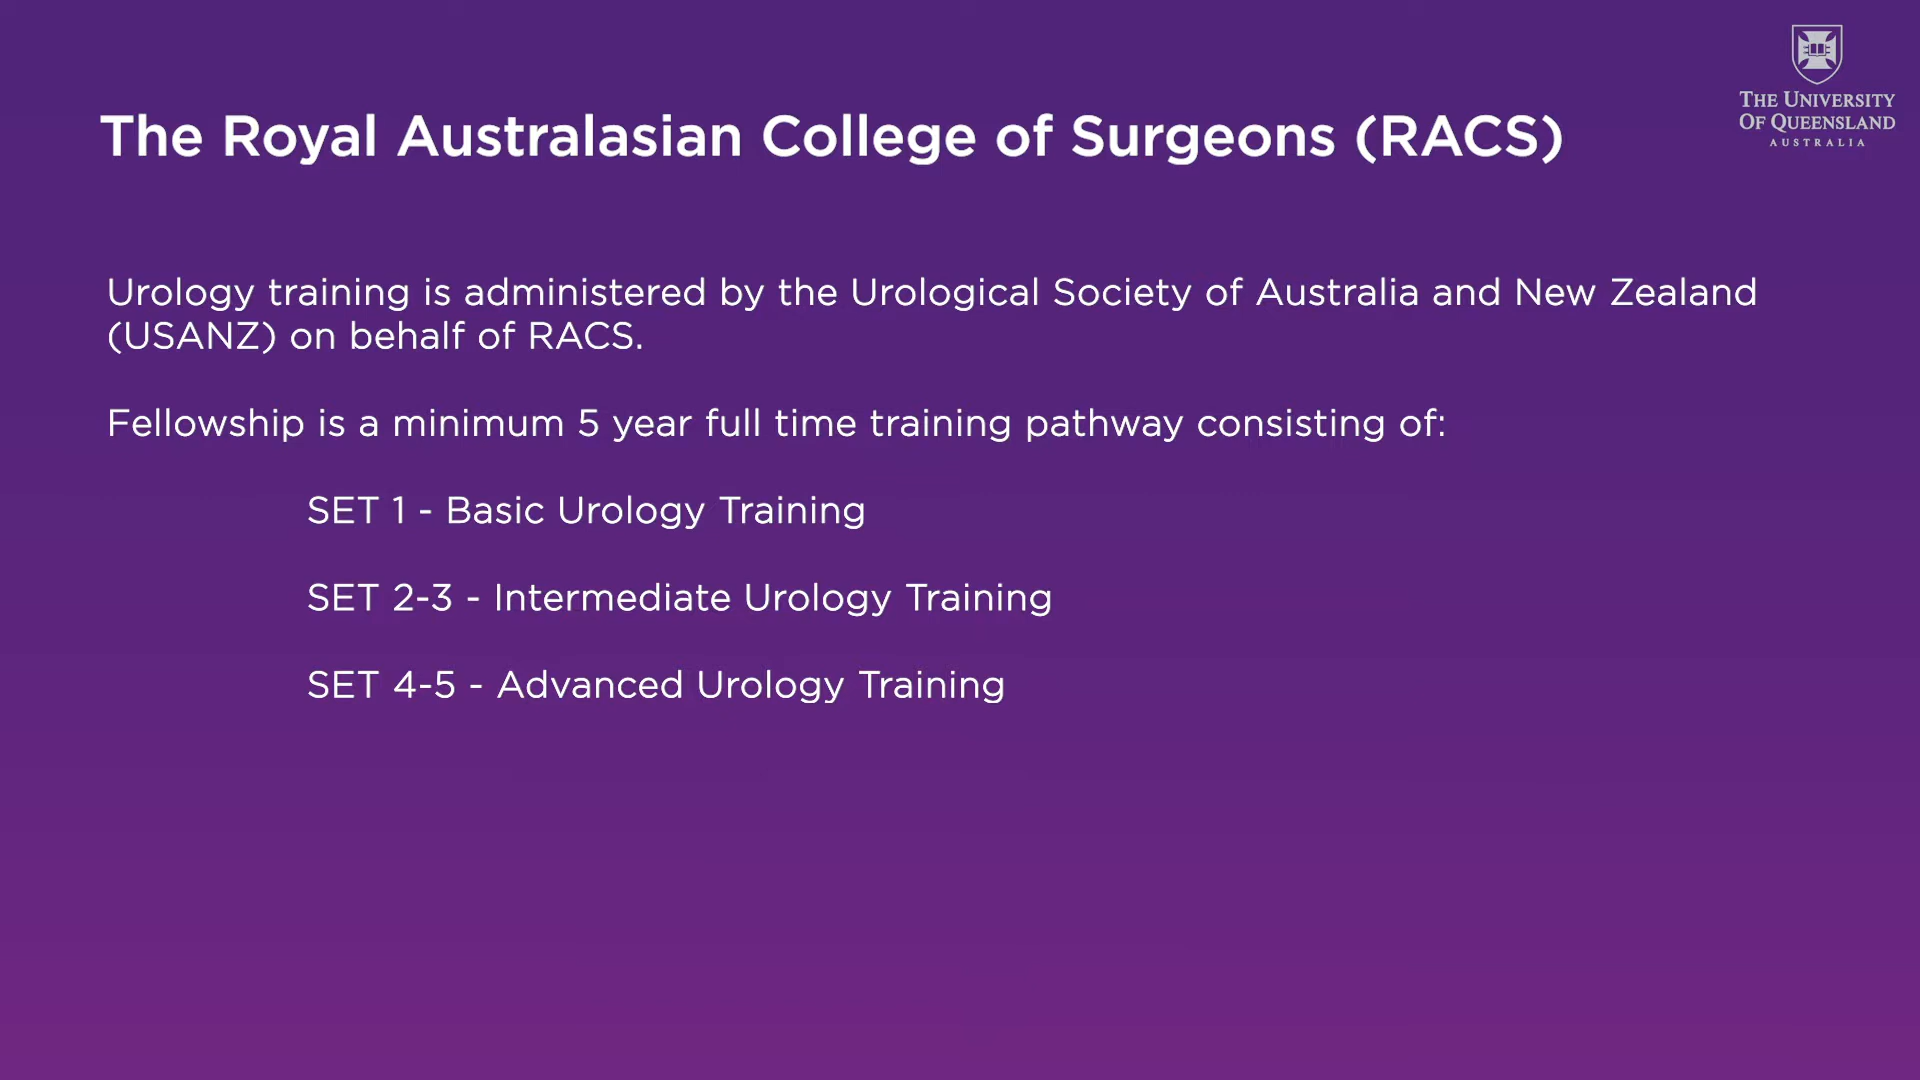 The Royal Australasian College of Surgeons (RACS)
THE UNIVERSITY
OF QUEENSLAND
AUSTRALIA
Urology training is administered by the Urological Society of Australia and New Zealand
(USANZ) on behalf of RACS.
Fellowship is a minimum 5 year full time training pathway consisting of:
SET 1 - Basic Urology Training
SET 2-3 - Intermediate Urology Training
SET 4-5 - Advanced Urology Training